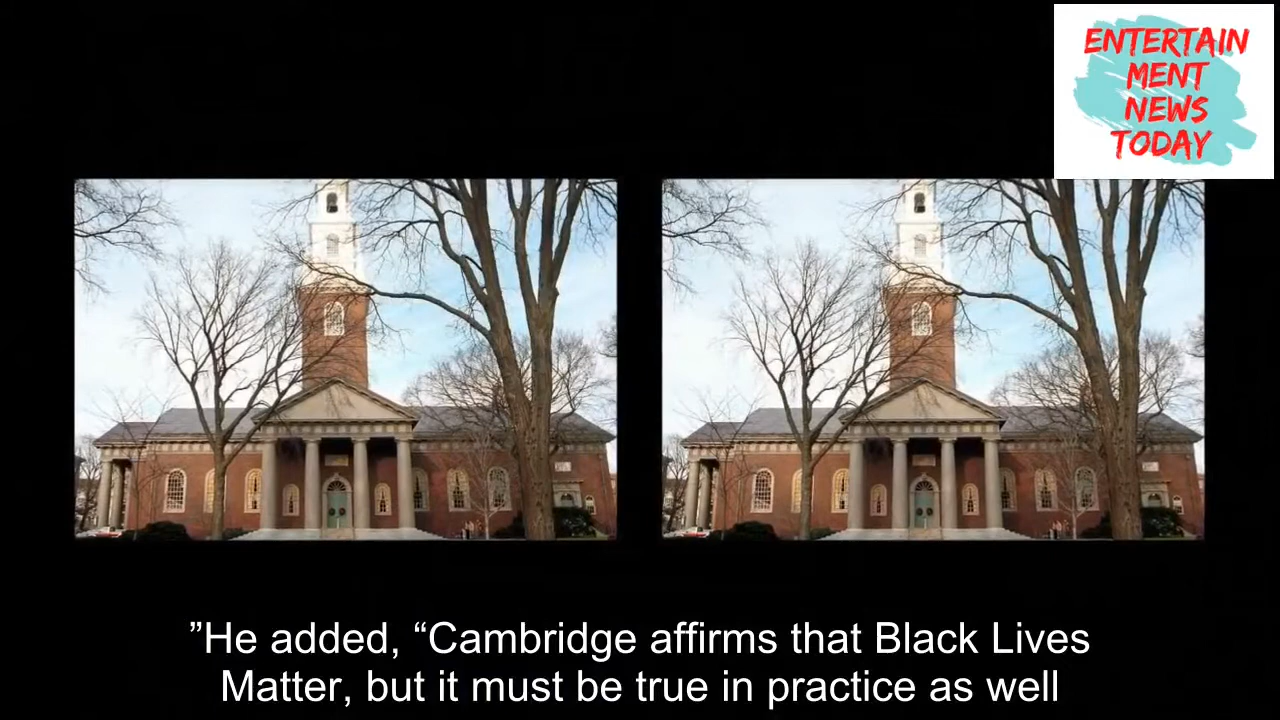 ENTERTAIN
MENT
NEWS
TODAY
”He added, “Cambridge affirms that Black Lives
Matter, but it must be true in practice as well